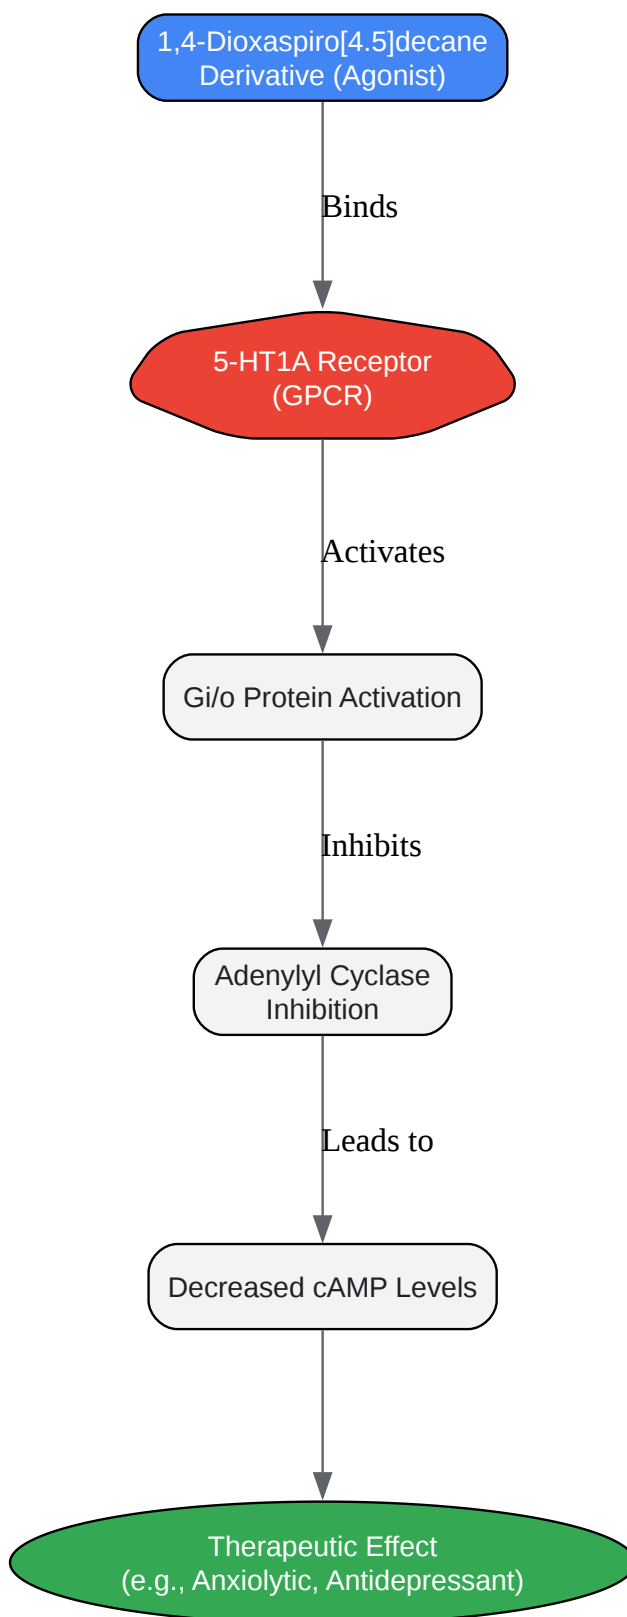 1,4-Dioxaspiro[4.5]decane
Derivative (Agonist)
Binds
5-HT1A Receptor
(GPCR)
Activates
Gi/o Protein Activation
Inhibits
Adenylyl Cyclase
Inhibition
Leads to
Decreased cAMP Levels
Therapeutic Effect
(e.g., Anxiolytic, Antidepressant)